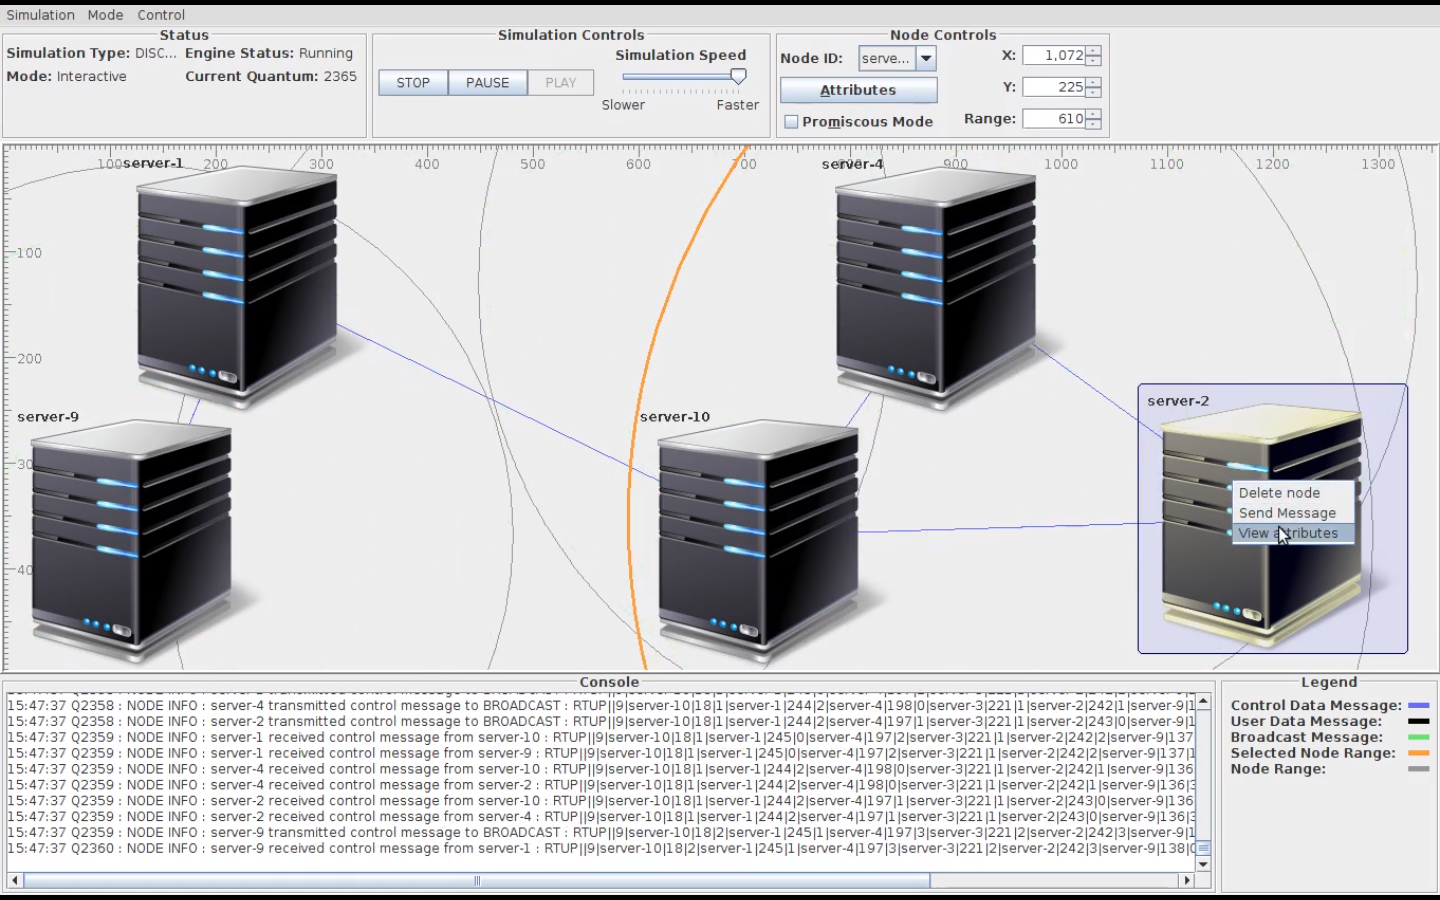 Simulation Mode Control
Status
Simulation Type: DISC... Engine Status: Running
Mode: Interactive Current Quantum: 2365
Simulation Controls
Simulation Speed
STOP PAUSE PLAY
Slower Faster
Node Controls
Node ID: serve... X: 1,072
Attributes Y: 225
Promiscous Mode Range: 610
100 200 300 400 500 600 900 1000 1100 1200 1300
server-1 server-4
100
200
server-2
server-9 server-10
Delete node
Send Message
View attributes
Console
15:47:37 Q2358 : NODE INFO : server-4 transmitted control message to BROADCAST : RTUP||9|server-10|18|1|server-1|244|2|server-4|198|0|server-3|221|1|server-2|242|1|server-9|1
15:47:37 Q2358 : NODE INFO : server-2 transmitted control message to BROADCAST : RTUP||9|server-10|18|1|server-1|244|2|server-4|197|1|server-3|221|1|server-2|243|0|server-9|1
15:47:37 Q2359 : NODE INFO : server-1 received control message from server-10 : RTUP||9|server-10|18|1|server-1|245|0|server-4|197|2|server-3|221|1|server-2|242|2|server-9|137
15:47:37 Q2359 : NODE INFO : server-1 received control message from server-9 : RTUP||9|server-10|18|1|server-1|245|0|server-4|197|2|server-3|221|1|server-2|242|2|server-9|137|1
15:47:37 Q2359 : NODE INFO : server-4 received control message from server-10 : RTUP||9|server-10|18|1|server-1|244|2|server-4|198|0|server-3|221|1|server-2|242|1|server-9|136
15:47:37 Q2359 : NODE INFO : server-4 received control message from server-2 : RTUP||9|server-10|18|1|server-1|244|2|server-4|198|0|server-3|221|1|server-2|242|1|server-9|136|3
15:47:37 Q2359 : NODE INFO : server-2 received control message from server-10 : RTUP||9|server-10|18|1|server-1|244|2|server-4|197|1|server-3|221|1|server-2|243|0|server-9|136
15:47:37 Q2359 : NODE INFO : server-2 received control message from server-4 : RTUP||9|server-10|18|1|server-1|244|2|server-4|197|1|server-3|221|1|server-2|243|0|server-9|136|3
15:47:37 Q2359 : NODE INFO : server-9 transmitted control message to BROADCAST : RTUP||9|server-10|18|2|server-1|245|1|server-4|197|3|server-3|221|2|server-2|242|3|server-9|1
15:47:37 Q2360 : NODE INFO : server-9 received control message from server-1 : RTUP||9|server-10|18|2|server-1|245|1|server-4|197|3|server-3|221|2|server-2|242|3|server-9|138|0
Legend
Control Data Message:
User Data Message:
Broadcast Message:
Selected Node Range:
Node Range: